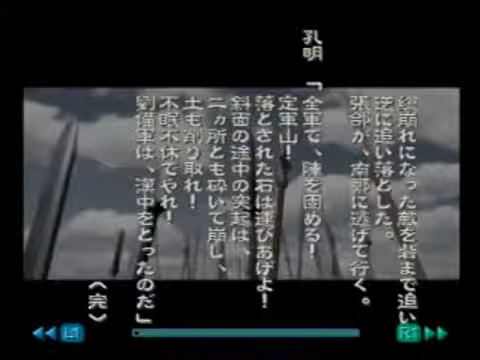 総崩れになった敵を砦まで追い、
逆に追い落とした。
張郃が、南鄭に逃げて行く。
孔明「全軍で、陣を固める！
定軍山！
落とされた石は運びあげよ！
斜面の途中の突起は、
二ヵ所とも砕いて崩し、
土も削り取れ！
不眠不休でやれ！
劉備軍は、漢中をとったのだ」
〈完〉
L1
R1